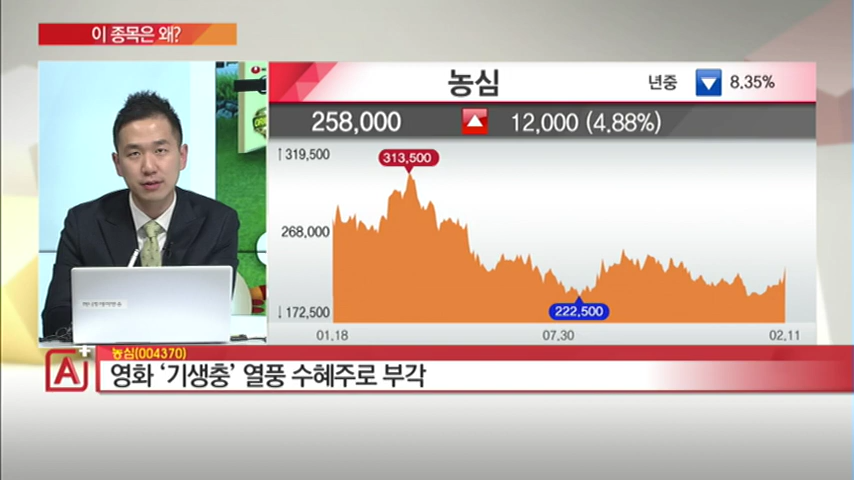 이 종목은 왜?
농심
년중 ▼ 8.35%
258,000 ▲ 12,000 (4.88%)
↑319,500
313,500
268,000
222,500
↓172,500
01.18 07.30 02.11
A+
농심(004370)
영화 ‘기생충’ 열풍 수혜주로 부각